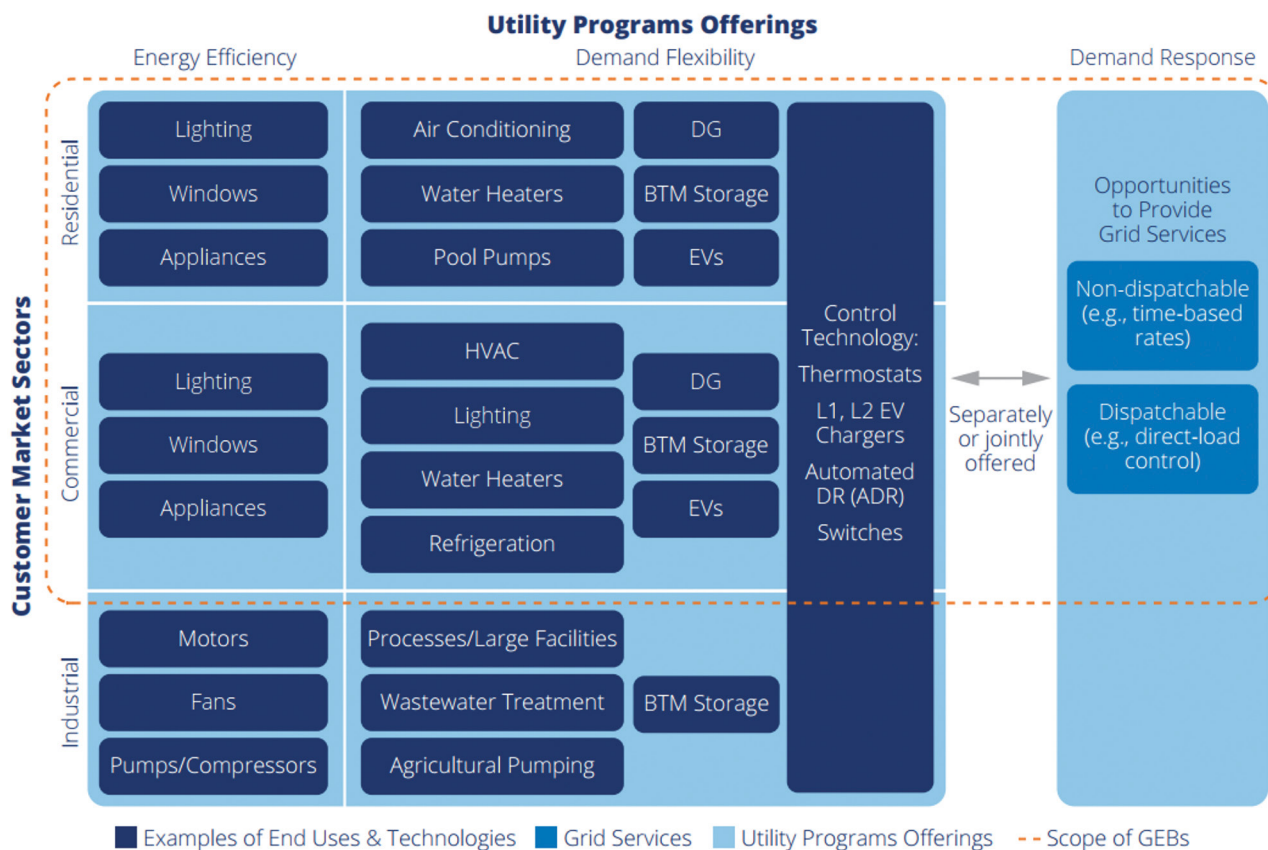 Utility Programs Offerings
Energy Efficiency
Demand Flexibility
Demand Response
Customer Market Sectors
Residential
Lighting
Windows
Appliances
Air Conditioning
Water Heaters
Pool Pumps
DG
BTM Storage
EVs
Commercial
Lighting
Windows
Appliances
HVAC
Lighting
Water Heaters
Refrigeration
DG
BTM Storage
EVs
Industrial
Motors
Fans
Pumps/Compressors
Processes/Large Facilities
Wastewater Treatment
Agricultural Pumping
BTM Storage
Control
Technology:
Thermostats
L1, L2 EV
Chargers
Automated
DR (ADR)
Switches
Separately
or jointly
offered
Opportunities
to Provide
Grid Services
Non-dispatchable
(e.g., time-based
rates)
Dispatchable
(e.g., direct-load
control)
Examples of End Uses & Technologies
Grid Services
Utility Programs Offerings
Scope of GEBs